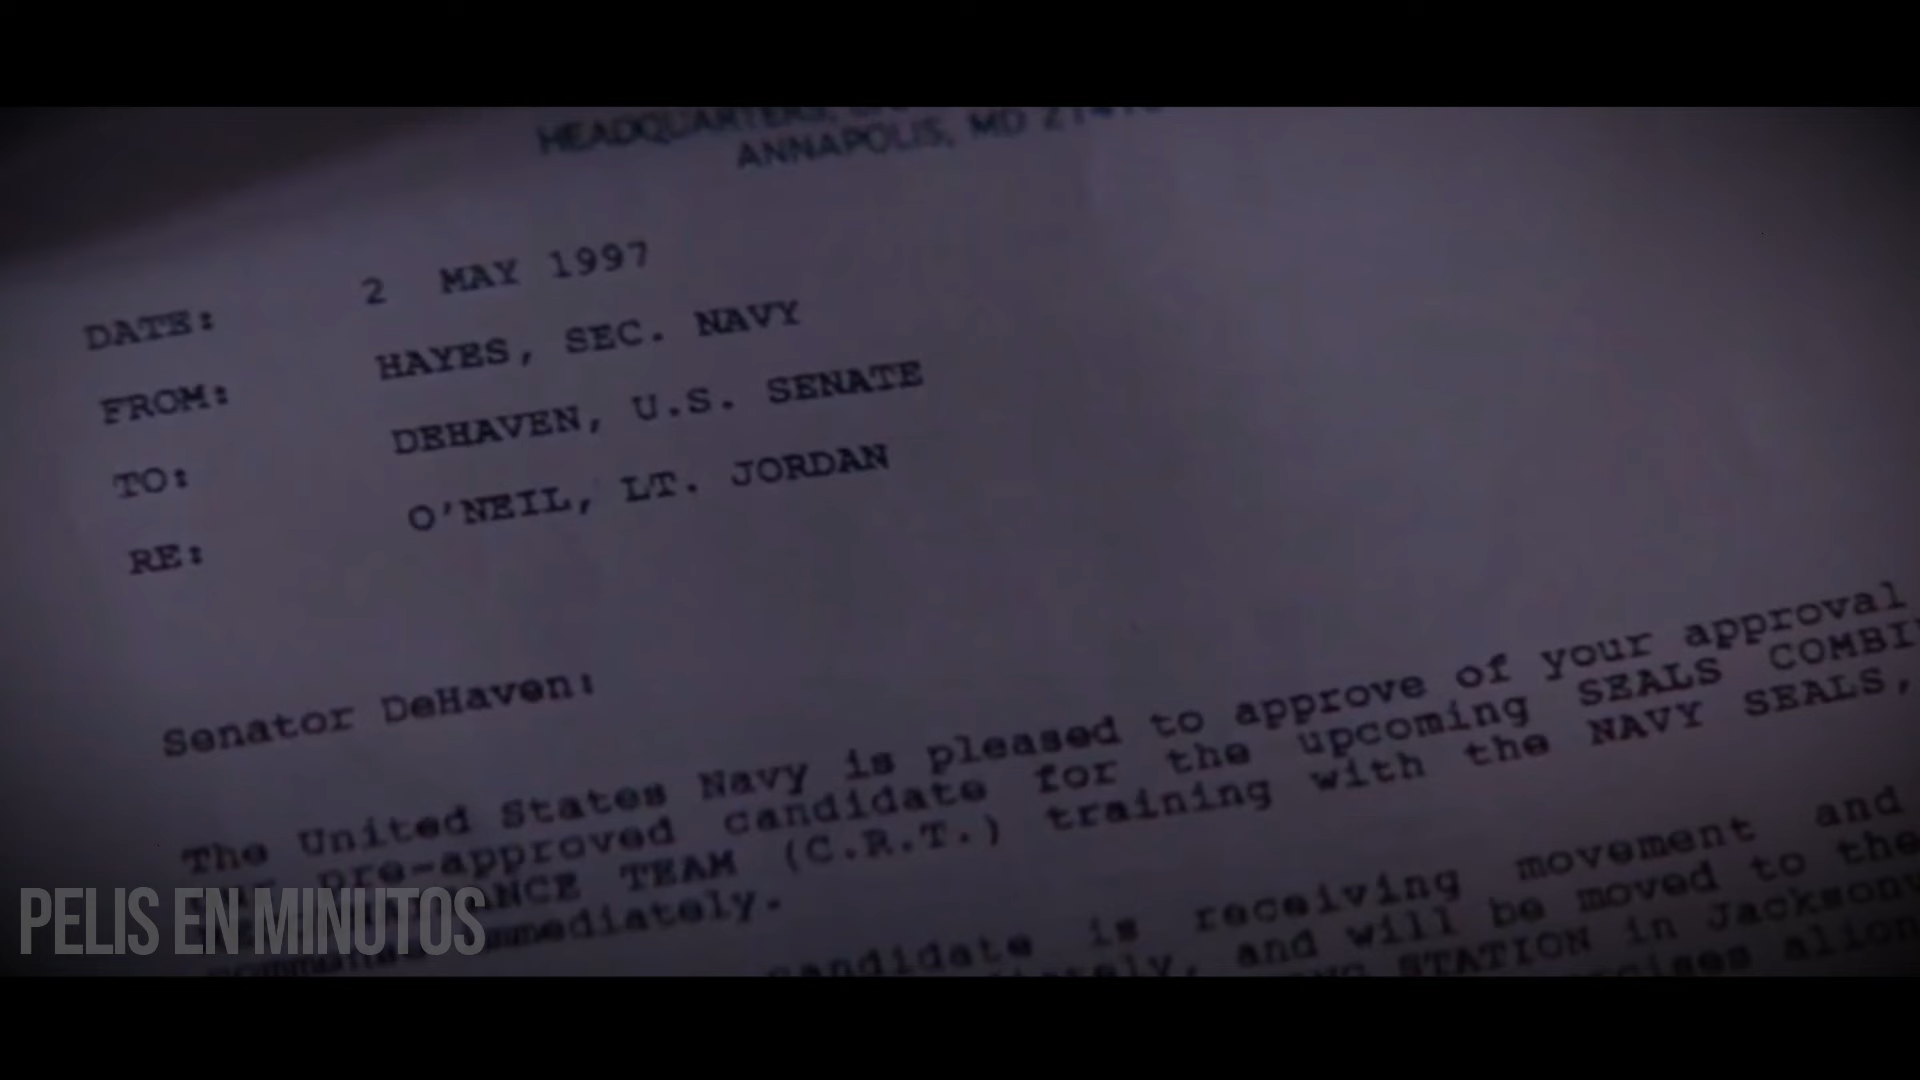 HEADQUARTERS,
ANNAPOLIS, MD
DATE: 2 MAY 1997
FROM: HAYES, SEC. NAVY
TO: DEHAVEN, U.S. SENATE
RE: O'NEIL, LT. JORDAN
Senator DeHaven:
The United States Navy is pleased to approve of your approval
pre-approved candidate for the upcoming SEALS
TEAM (C.R.T.) training with the NAVY SEALS,
immediately.
candidate is receiving movement and
and will be moved to the
STATION in
PELIS EN MINUTOS